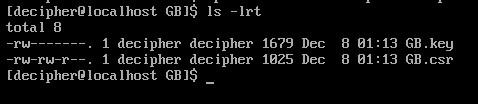 [decipher@localhost GB]$ ls -lrt
total 8
-rw-------. 1 decipher decipher 1679 Dec  8 01:13 GB.key
-rw-rw-r--. 1 decipher decipher 1025 Dec  8 01:13 GB.csr
[decipher@localhost GB]$ _